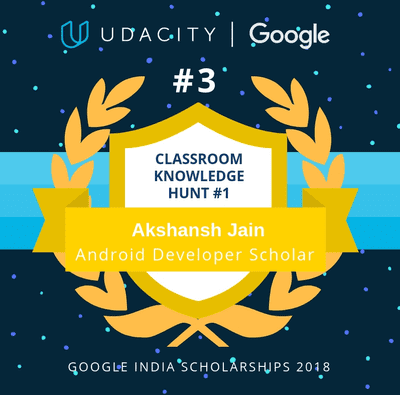 UDACITY | Google
#3
CLASSROOM
KNOWLEDGE
HUNT #1
Akshansh Jain
Android Developer Scholar
GOOGLE INDIA SCHOLARSHIPS 2018